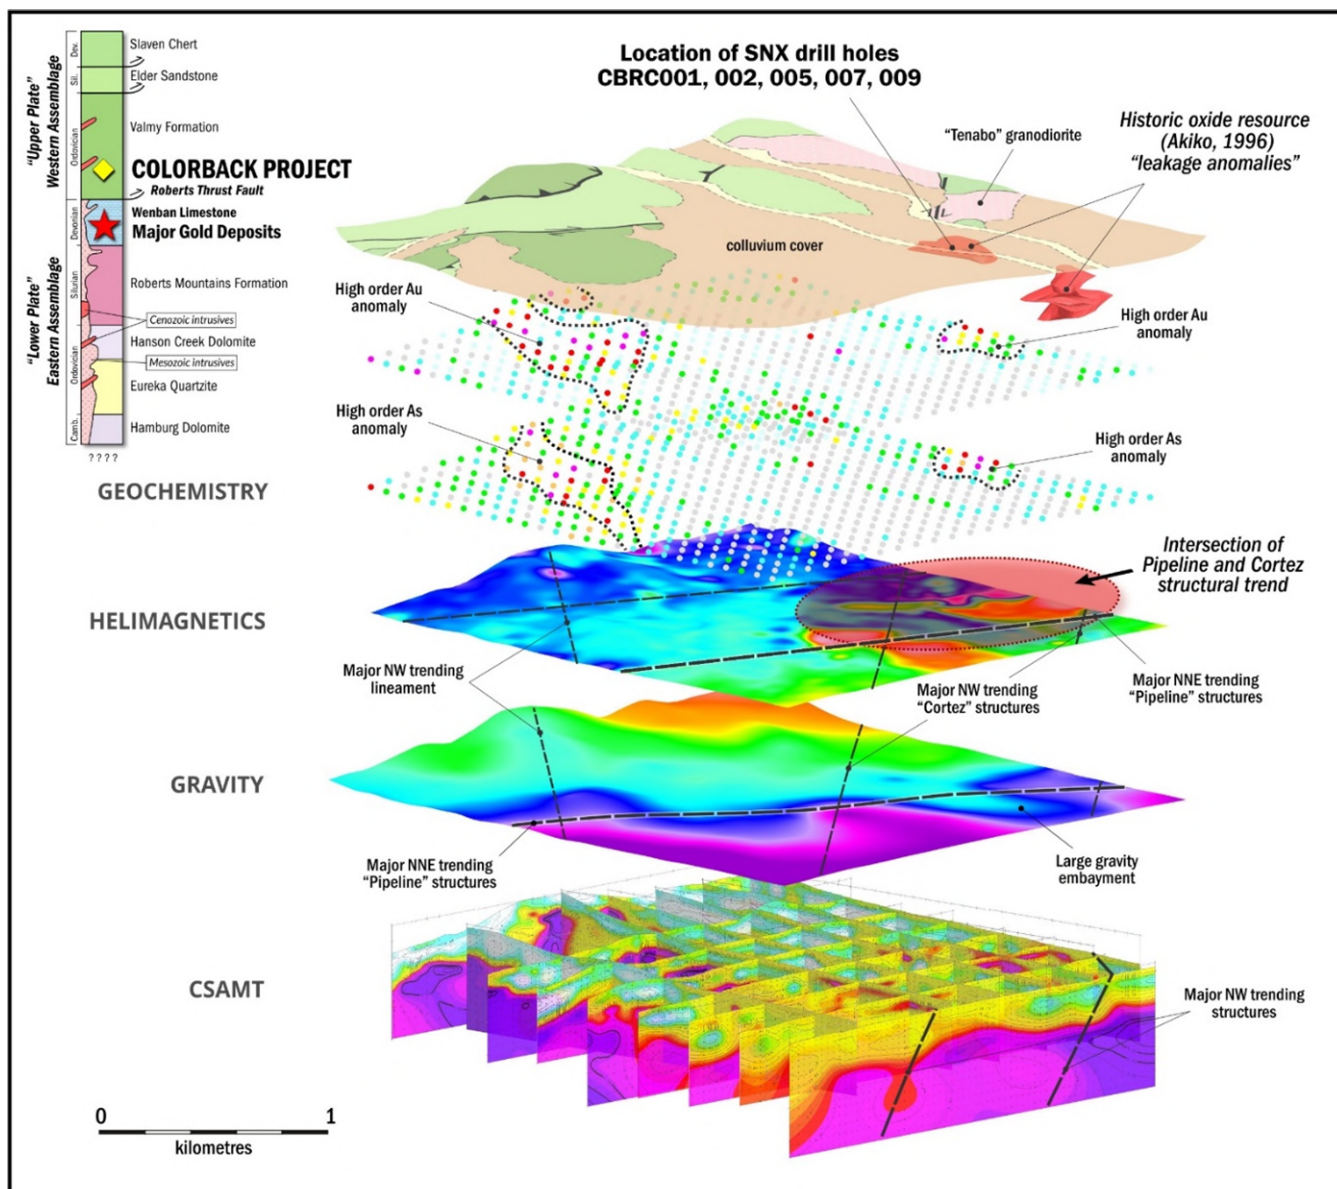 Slaven Chert
Elder Sandstone
Valmy Formation
COLORBACK PROJECT
Roberts Thrust Fault
Wenban Limestone
Major Gold Deposits
Roberts Mountains Formation
Cenozoic intrusives
Hanson Creek Dolomite
Mesozoic intrusives
Eureka Quartzite
Hamburg Dolomite
Dev.
Sil.
Ordovician
Devonian
Silurian
Ordovician
Camb.
"Upper Plate"
Western Assemblage
"Lower Plate"
Eastern Assemblage
? ? ? ?
Location of SNX drill holes
CBRC001, 002, 005, 007, 009
"Tenabo" granodiorite
Historic oxide resource
(Akiko, 1996)
"leakage anomalies"
colluvium cover
High order Au
anomaly
High order Au
anomaly
High order As
anomaly
High order As
anomaly
GEOCHEMISTRY
Intersection of
Pipeline and Cortez
structural trend
HELIMAGNETICS
Major NW trending
lineament
Major NW trending
"Cortez" structures
Major NNE trending
"Pipeline" structures
GRAVITY
Major NNE trending
"Pipeline" structures
Large gravity
embayment
CSAMT
Major NW trending
structures
0 1
kilometres